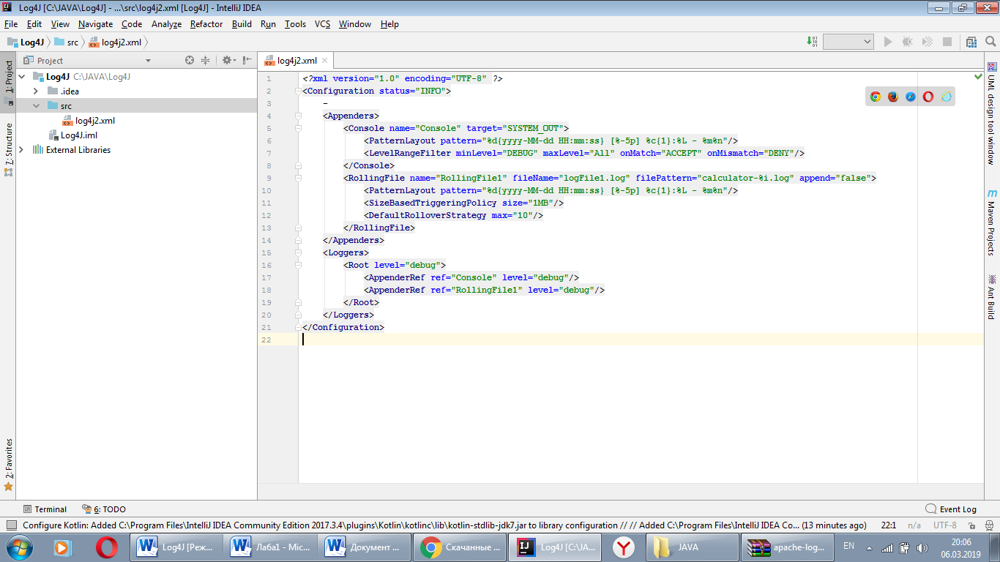 Log4J [C:\JAVA\Log4J] - ...\src\log4j2.xml [Log4J] - IntelliJ IDEA
File Edit View Navigate Code Analyze Refactor Build Run Tools VCS Window Help
Log4J src log4j2.xml
1: Project
7: Structure
2: Favorites
Project
Log4J C:\JAVA\Log4J
.idea
src
log4j2.xml
Log4J.iml
External Libraries
log4j2.xml
1 <?xml version="1.0" encoding="UTF-8" ?>
2 <Configuration status="INFO">
3 -
4 <Appenders>
5 <Console name="Console" target="SYSTEM_OUT">
6 <PatternLayout pattern="%d{yyyy-MM-dd HH:mm:ss} [%-5p] %c{1}:%L - %m%n"/>
7 <LevelRangeFilter minLevel="DEBUG" maxLevel="All" onMatch="ACCEPT" onMismatch="DENY"/>
8 </Console>
9 <RollingFile name="RollingFile1" fileName="logFile1.log" filePattern="calculator-%i.log" append="false">
10 <PatternLayout pattern="%d{yyyy-MM-dd HH:mm:ss} [%-5p] %c{1}:%L - %m%n"/>
11 <SizeBasedTriggeringPolicy size="1MB"/>
12 <DefaultRolloverStrategy max="10"/>
13 </RollingFile>
14 </Appenders>
15 <Loggers>
16 <Root level="debug">
17 <AppenderRef ref="Console" level="debug"/>
18 <AppenderRef ref="RollingFile1" level="debug"/>
19 </Root>
20 </Loggers>
21 </Configuration>
22
UML design tool window
Maven Projects
Ant Build
Terminal 6: TODO Event Log
Configure Kotlin: Added C:\Program Files\IntelliJ IDEA Community Edition 2017.3.4\plugins\Kotlin\kotlinc\lib\kotlin-stdlib-jdk7.jar to library configuration // // Added C:\Program Files\IntelliJ IDEA Co... (13 minutes ago) 22:1 n/a UTF-8
Log4J [Реж... Лаба1 - Mic... Документ ... Скачанные ... Log4J [C:\JA... JAVA apache-log... EN 20:06
06.03.2019